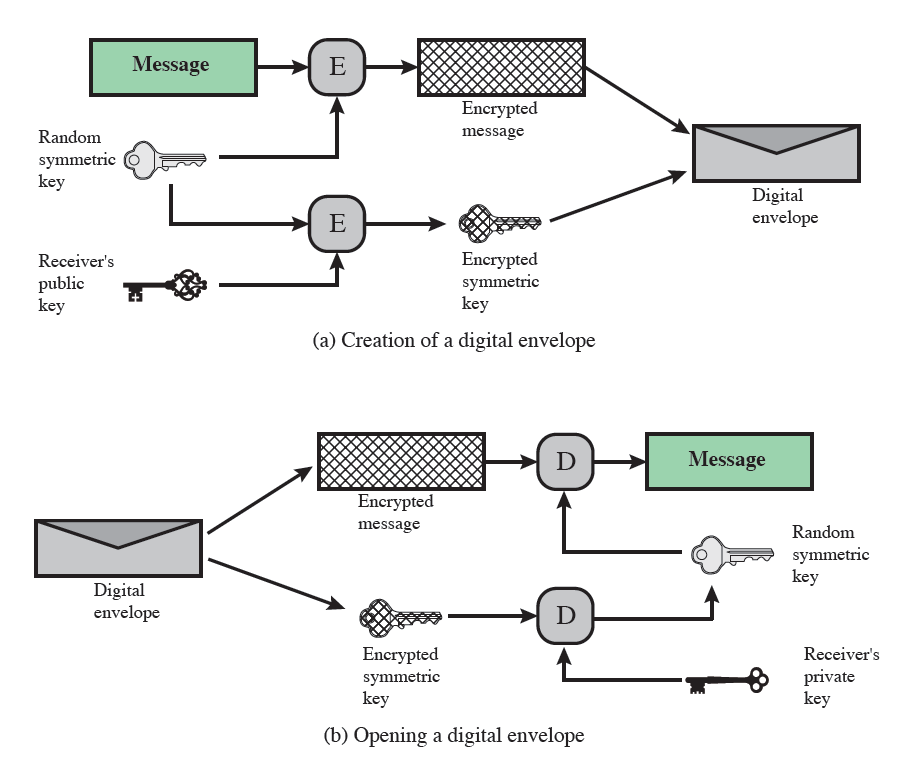 Message
E
Encrypted
message
Random
symmetric
key
Digital
envelope
E
Receiver's
public
key
Encrypted
symmetric
key
(a) Creation of a digital envelope
Encrypted
message
D
Message
Digital
envelope
Random
symmetric
key
D
Encrypted
symmetric
key
Receiver's
private
key
(b) Opening a digital envelope